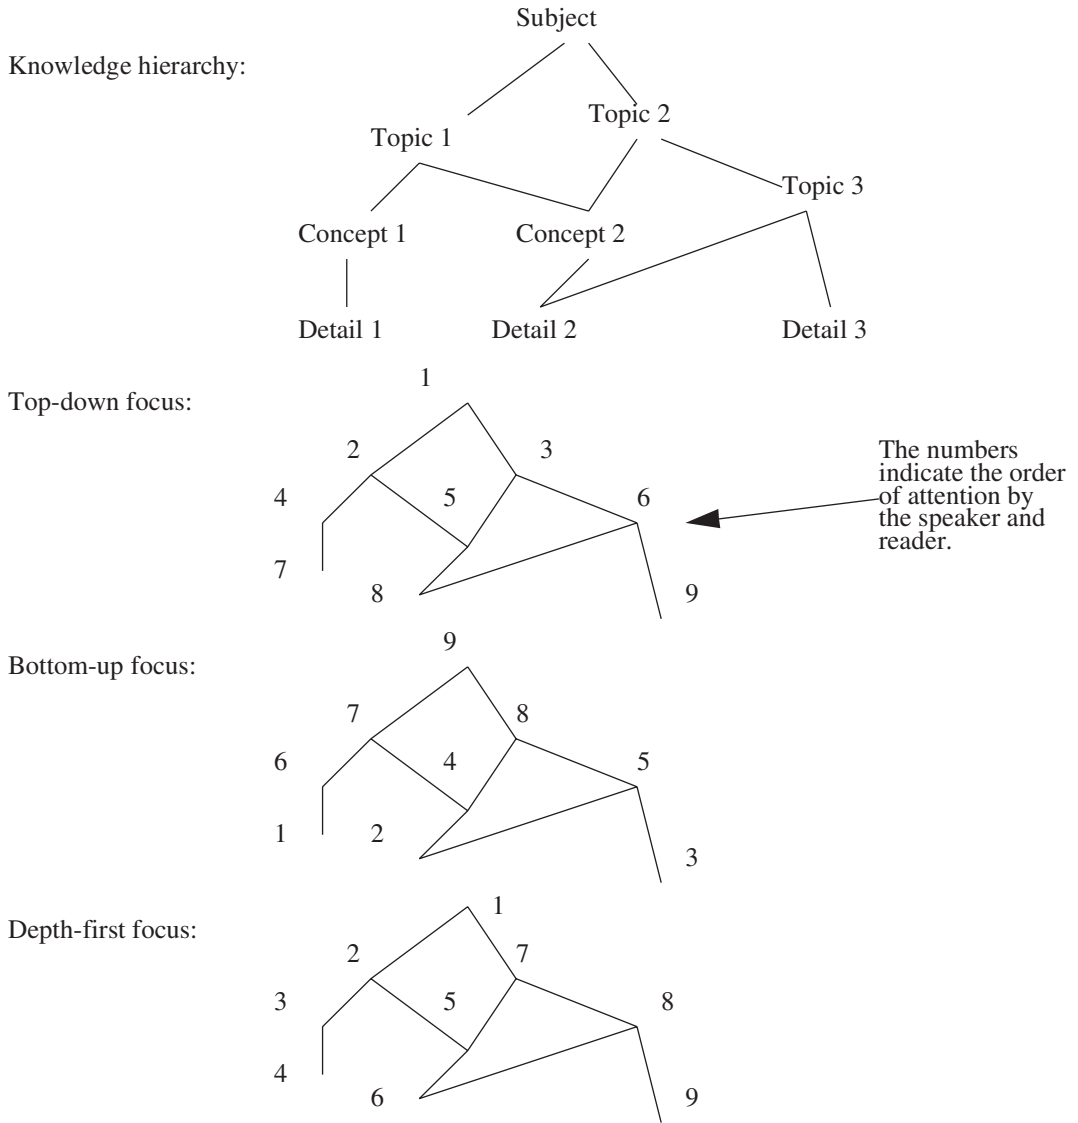 Subject
Knowledge hierarchy:
Topic 2
Topic 1
Topic 3
Concept 1
Concept 2
Detail 1
Detail 2
Detail 3
Top-down focus:
1
2
3
4
5
6
7
8
9
The numbers
indicate the order
of attention by
the speaker and
reader.
Bottom-up focus:
9
7
8
6
4
5
1
2
3
Depth-first focus:
1
2
7
3
5
8
4
6
9